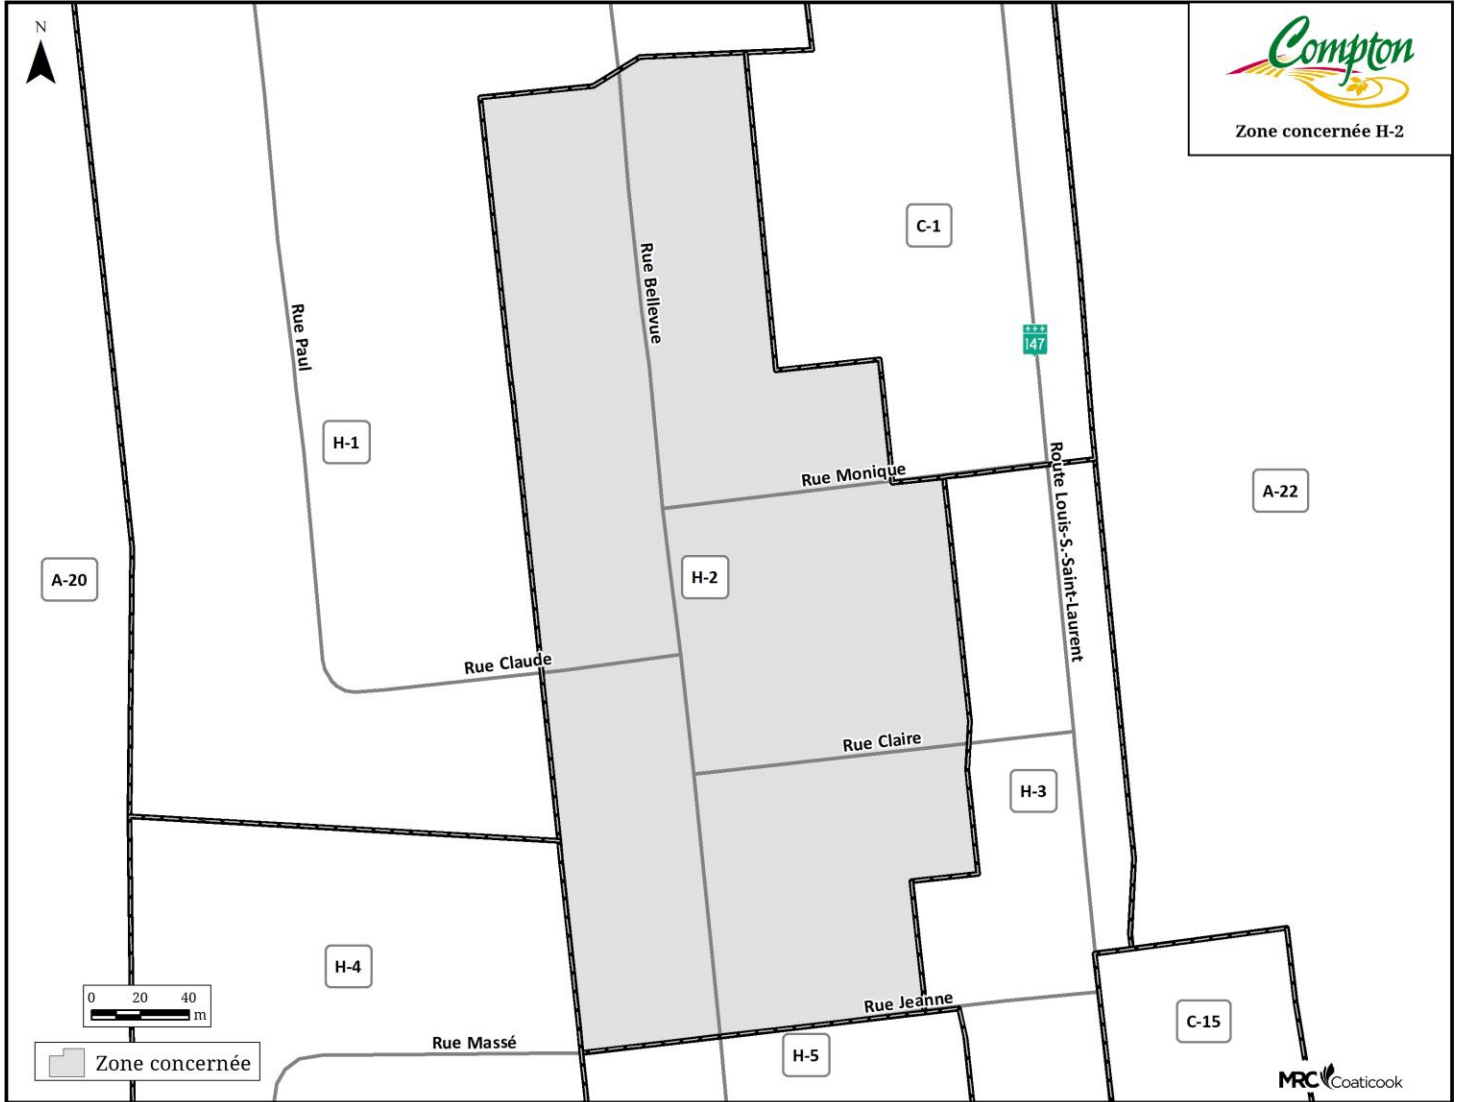 N
Compton
Zone concernée H-2
C-1
Rue Bellevue
Rue Paul
147
H-1
Rue Monique
Route Louis-S.-Saint-Laurent
A-22
A-20
H-2
Rue Claude
Rue Claire
H-3
H-4
0 20 40
m
Rue Jeanne
C-15
Rue Massé
H-5
Zone concernée
MRC Coaticook